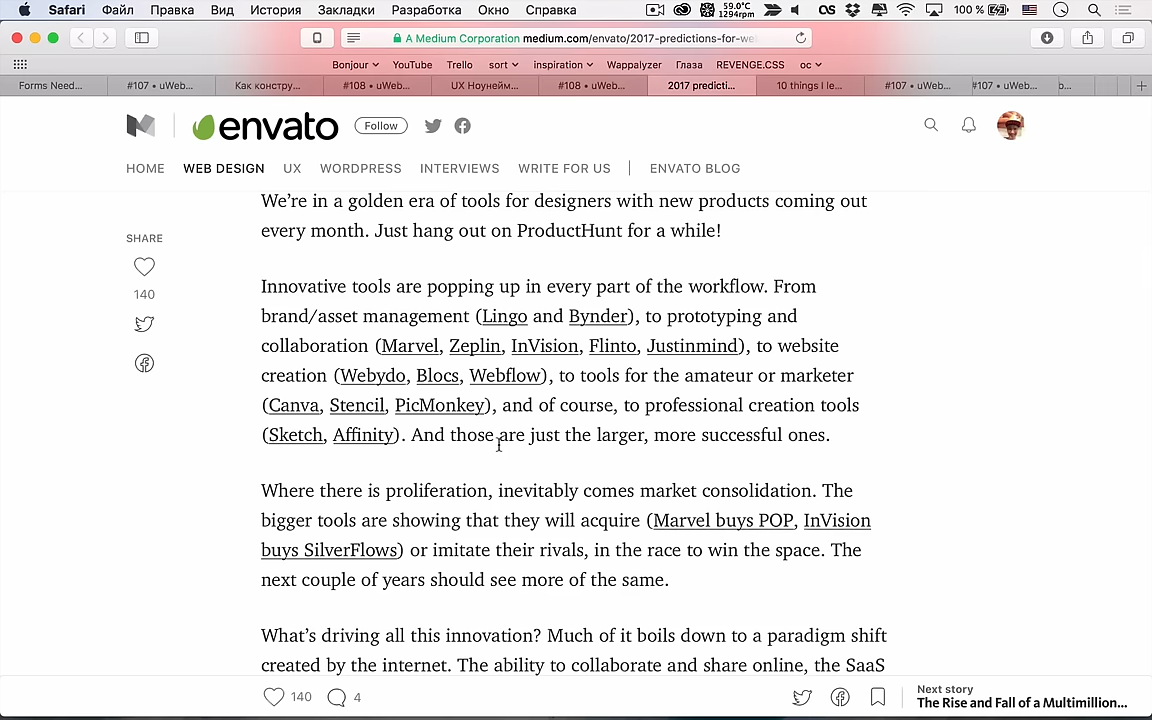 Safari Файл Правка Вид История Закладки Разработка Окно Справка 59.0°C 1294rpm 100 %
A Medium Corporation medium.com/envato/2017-predictions-for-we
Bonjour YouTube Trello sort inspiration Wappalyzer Глаза REVENGE.CSS ос
Forms Need... #107 • uWeb... Как констру... #108 • uWeb... UX Ноунейм... #108 • uWeb... 2017 predicti... 10 things I le... #107 • uWeb... #107 • uWeb...
envato Follow
HOME WEB DESIGN UX WORDPRESS INTERVIEWS WRITE FOR US | ENVATO BLOG
We’re in a golden era of tools for designers with new products coming out
every month. Just hang out on ProductHunt for a while!
SHARE
140
Innovative tools are popping up in every part of the workflow. From
brand/asset management (Lingo and Bynder), to prototyping and
collaboration (Marvel, Zeplin, InVision, Flinto, Justinmind), to website
creation (Webydo, Blocs, Webflow), to tools for the amateur or marketer
(Canva, Stencil, PicMonkey), and of course, to professional creation tools
(Sketch, Affinity). And those are just the larger, more successful ones.
Where there is proliferation, inevitably comes market consolidation. The
bigger tools are showing that they will acquire (Marvel buys POP, InVision
buys SilverFlows) or imitate their rivals, in the race to win the space. The
next couple of years should see more of the same.
What’s driving all this innovation? Much of it boils down to a paradigm shift
created by the internet. The ability to collaborate and share online, the SaaS
140 4
Next story
The Rise and Fall of a Multimillion...